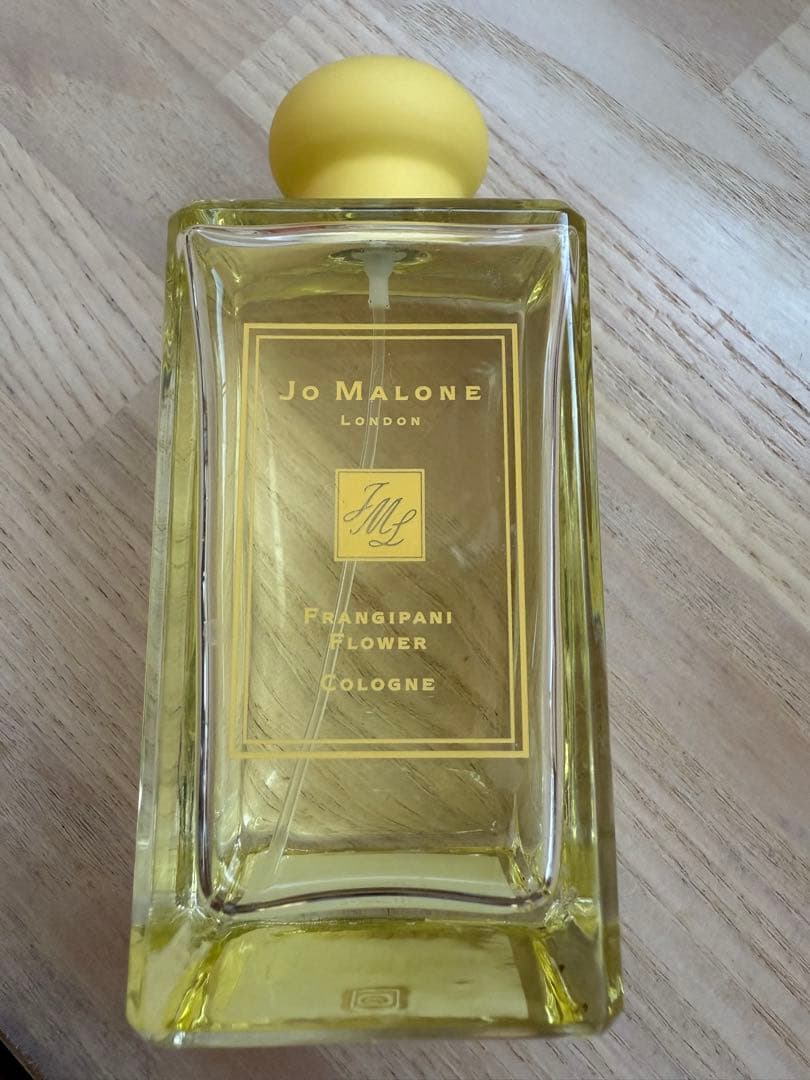 Jo Malone
London
JML
Frangipani
Flower
Cologne